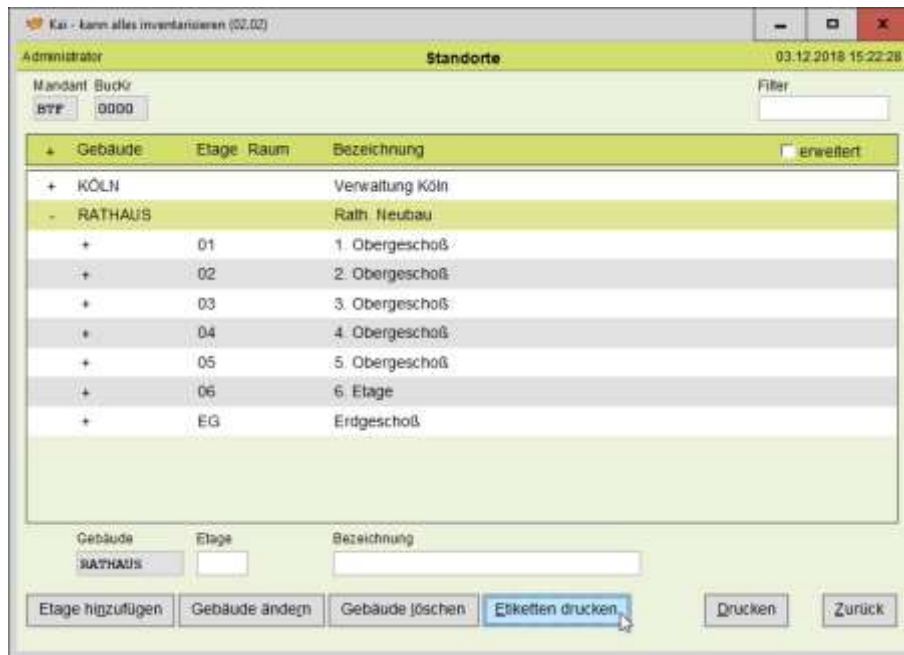 Kai - kann alles inventarisieren (02.02)
Administrator Standorte 03.12.2018 15:22:28
Mandant BucKr Filter
BTF 0000
+ Gebäude Etage Raum Bezeichnung erweitert
+ KÖLN Verwaltung Köln
- RATHAUS Rath. Neubau
+ 01 1. Obergeschoß
+ 02 2. Obergeschoß
+ 03 3. Obergeschoß
+ 04 4. Obergeschoß
+ 05 5. Obergeschoß
+ 06 6. Etage
+ EG Erdgeschoß
Gebäude Etage Bezeichnung
RATHAUS
Etage hinzufügen Gebäude ändern Gebäude löschen Etiketten drucken Drucken Zurück